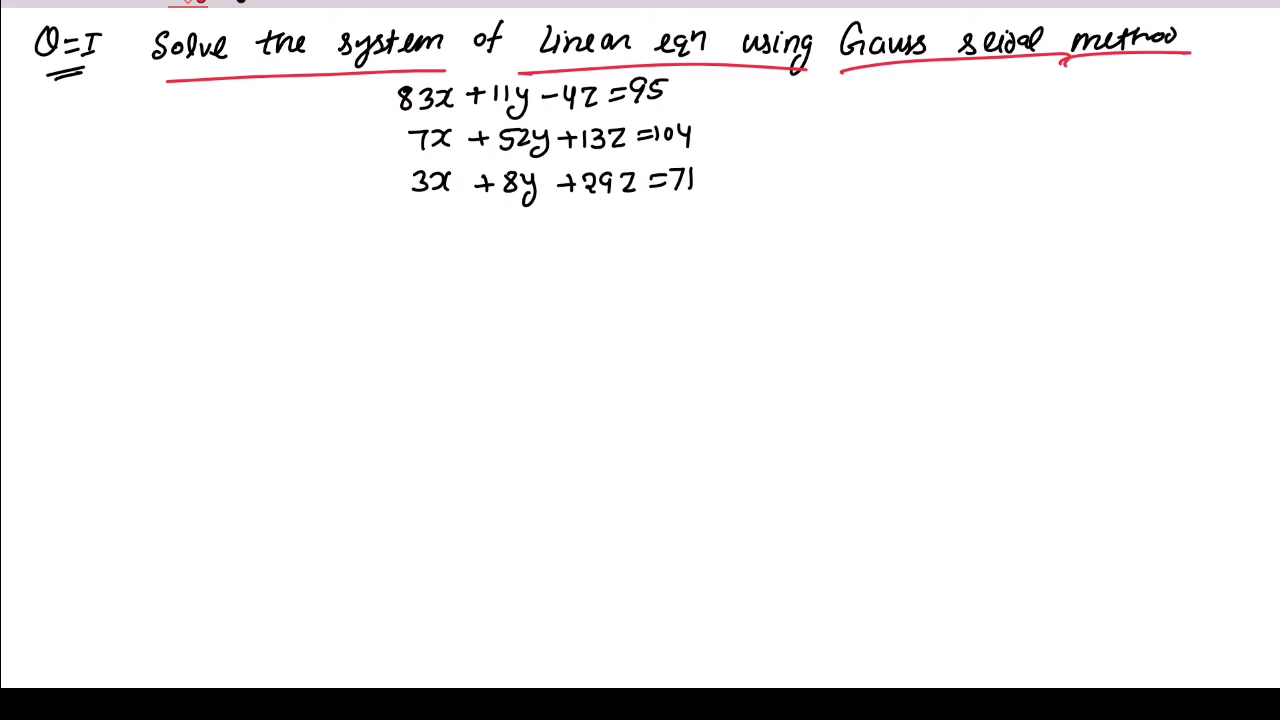 Q=I Solve the system of linear eqn using Gauss seidal method
83x + 11y - 4z = 95
7x + 52y + 13z = 104
3x + 8y + 29z = 71